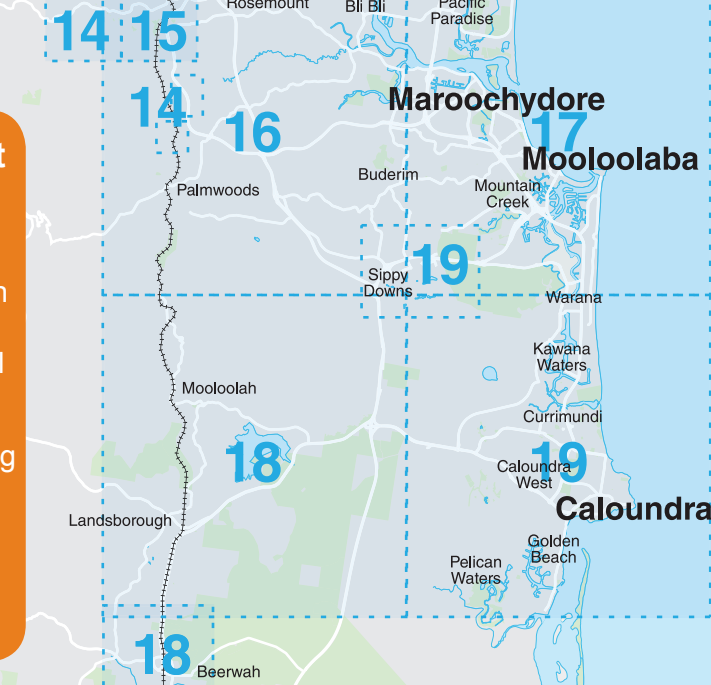 Rosemount
Bli Bli
Pacific
Paradise
14
15
14
Maroochydore
16
17
t
Mooloolaba
Buderim
Palmwoods
Mountain
Creek
19
Sippy
Downs
n
Warana
Kawana
Waters
l
Mooloolah
Currimundi
18
19
g
Caloundra
West
Caloundra
Landsborough
Golden
Beach
Pelican
Waters
18
Beerwah